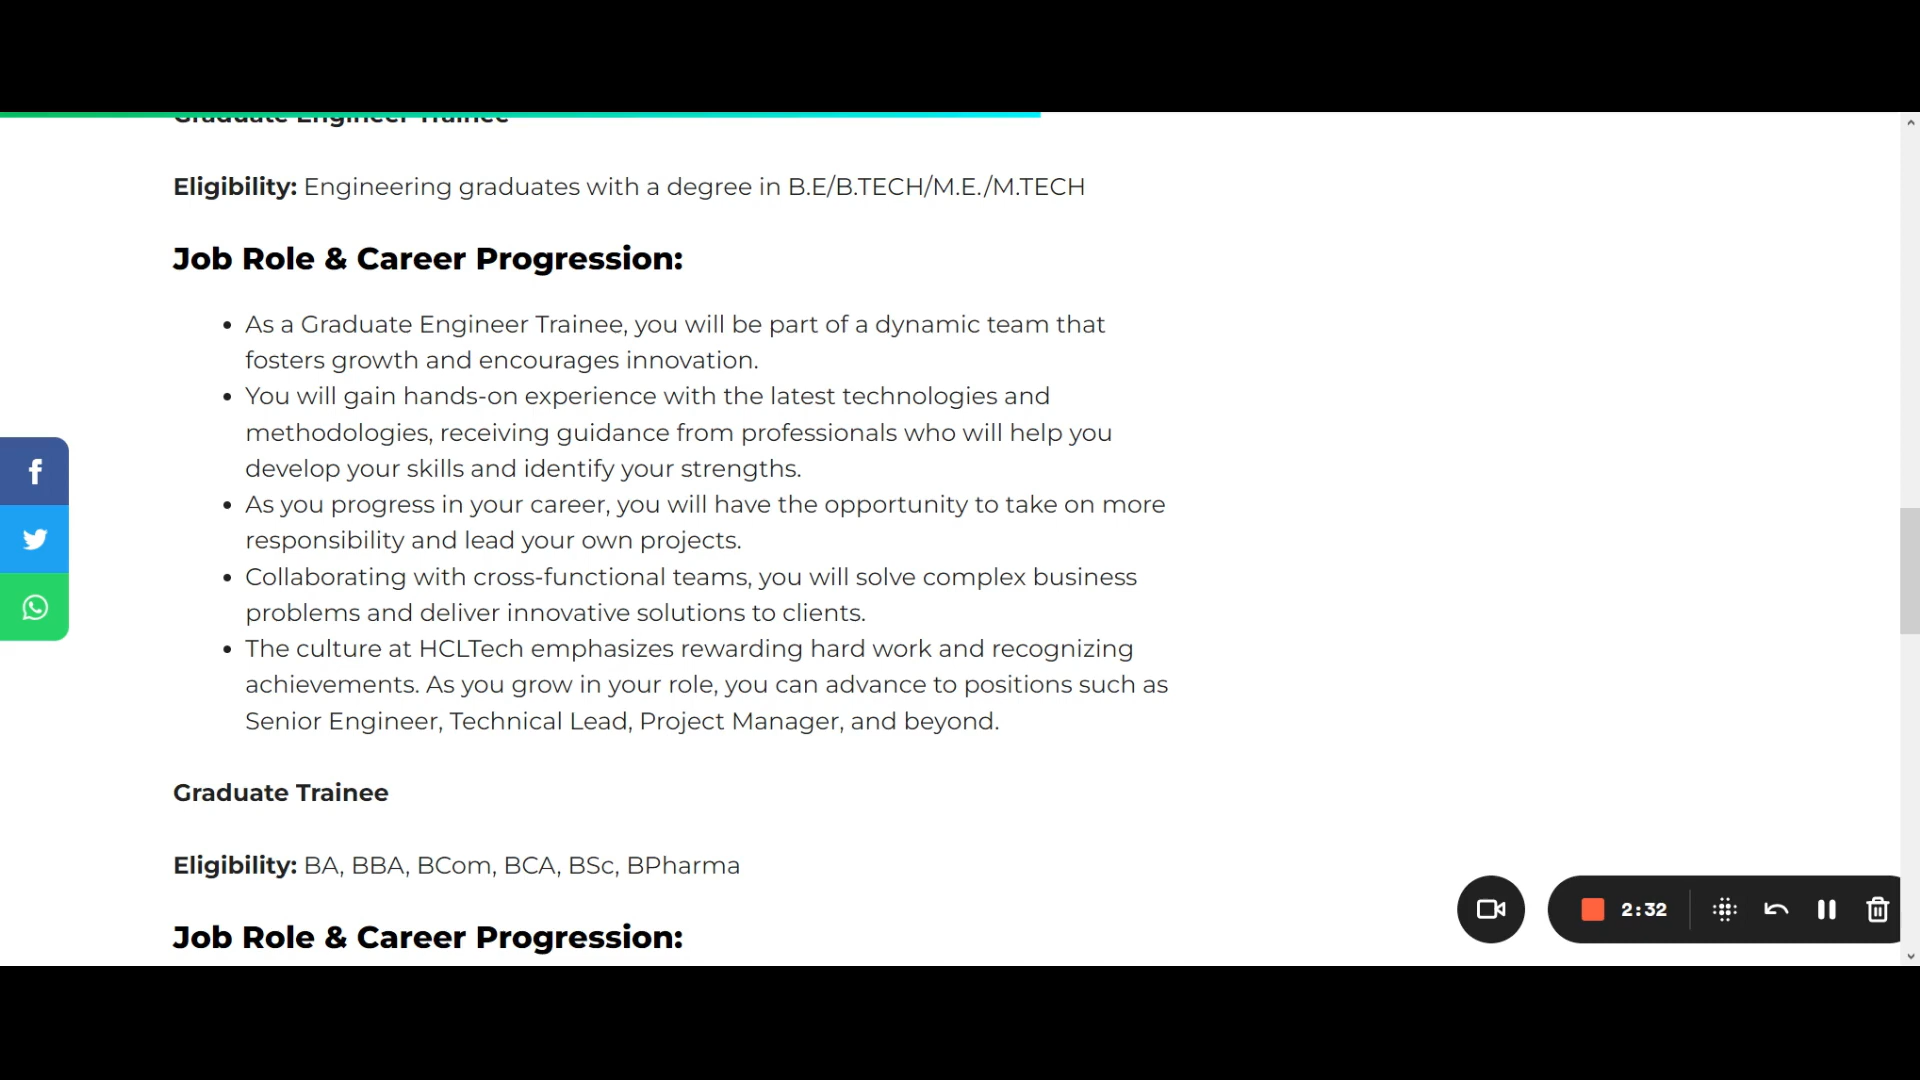 Graduate Engineer Trainee
Eligibility: Engineering graduates with a degree in B.E/B.TECH/M.E./M.TECH
Job Role & Career Progression:
As a Graduate Engineer Trainee, you will be part of a dynamic team that
fosters growth and encourages innovation.
You will gain hands-on experience with the latest technologies and
methodologies, receiving guidance from professionals who will help you
develop your skills and identify your strengths.
As you progress in your career, you will have the opportunity to take on more
responsibility and lead your own projects.
Collaborating with cross-functional teams, you will solve complex business
problems and deliver innovative solutions to clients.
The culture at HCLTech emphasizes rewarding hard work and recognizing
achievements. As you grow in your role, you can advance to positions such as
Senior Engineer, Technical Lead, Project Manager, and beyond.
Graduate Trainee
Eligibility: BA, BBA, BCom, BCA, BSc, BPharma
2:32
Job Role & Career Progression: